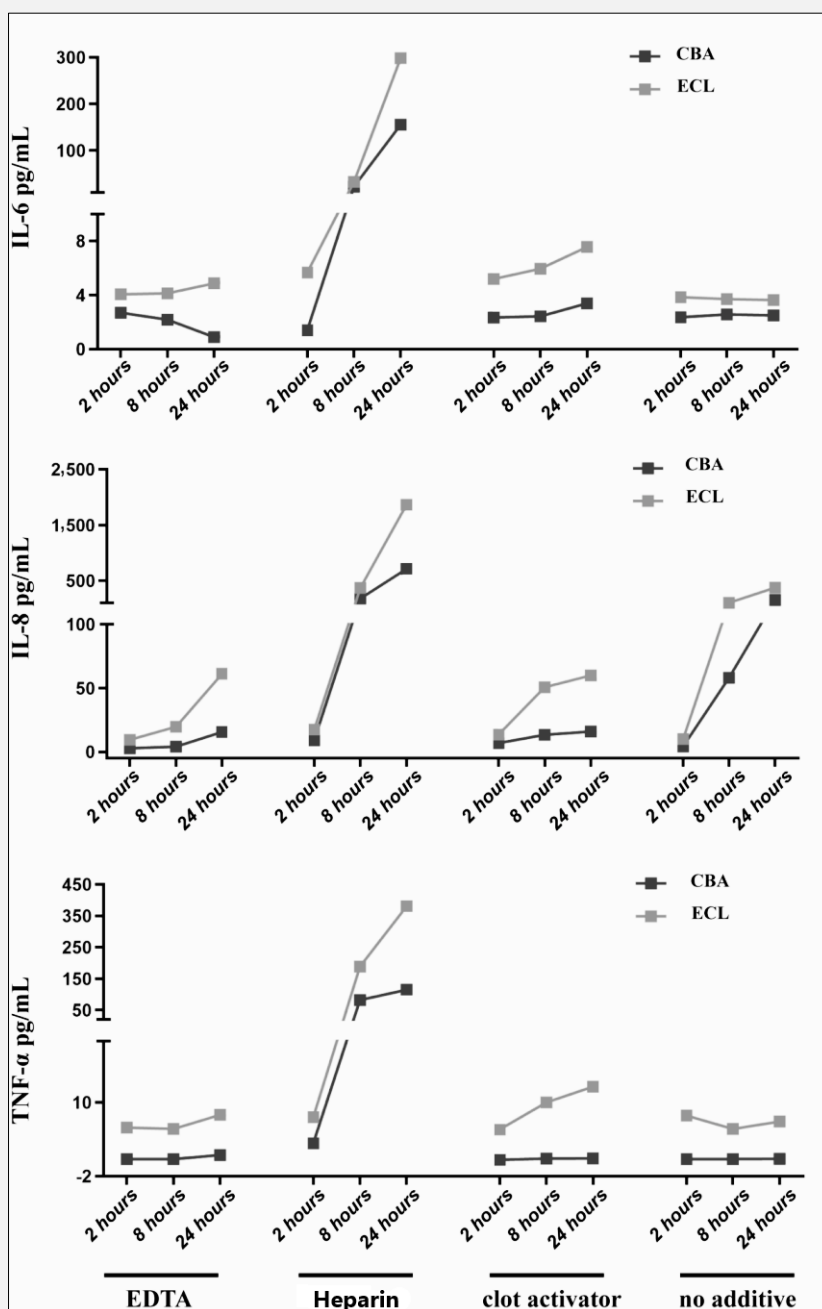 IL-6 pg/mL
300
200
100
8
4
0
CBA
ECL
2 hours
8 hours
24 hours
2 hours
8 hours
24 hours
2 hours
8 hours
24 hours
2 hours
8 hours
24 hours
IL-8 pg/mL
2,500
1,500
500
100
50
0
CBA
ECL
2 hours
8 hours
24 hours
2 hours
8 hours
24 hours
2 hours
8 hours
24 hours
2 hours
8 hours
24 hours
TNF-α pg/mL
450
350
250
150
50
10
-2
CBA
ECL
2 hours
8 hours
24 hours
2 hours
8 hours
24 hours
2 hours
8 hours
24 hours
2 hours
8 hours
24 hours
EDTA
Heparin
clot activator
no additive